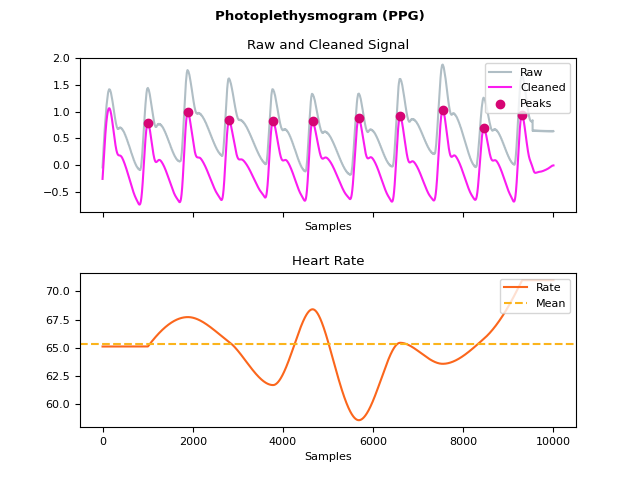 Photoplethysmogram (PPG)
Raw and Cleaned Signal
2.0
1.5
1.0
0.5
0.0
−0.5
Raw
Cleaned
Peaks
Samples
Heart Rate
70.0
67.5
65.0
62.5
60.0
Rate
Mean
0
2000
4000
6000
8000
10000
Samples